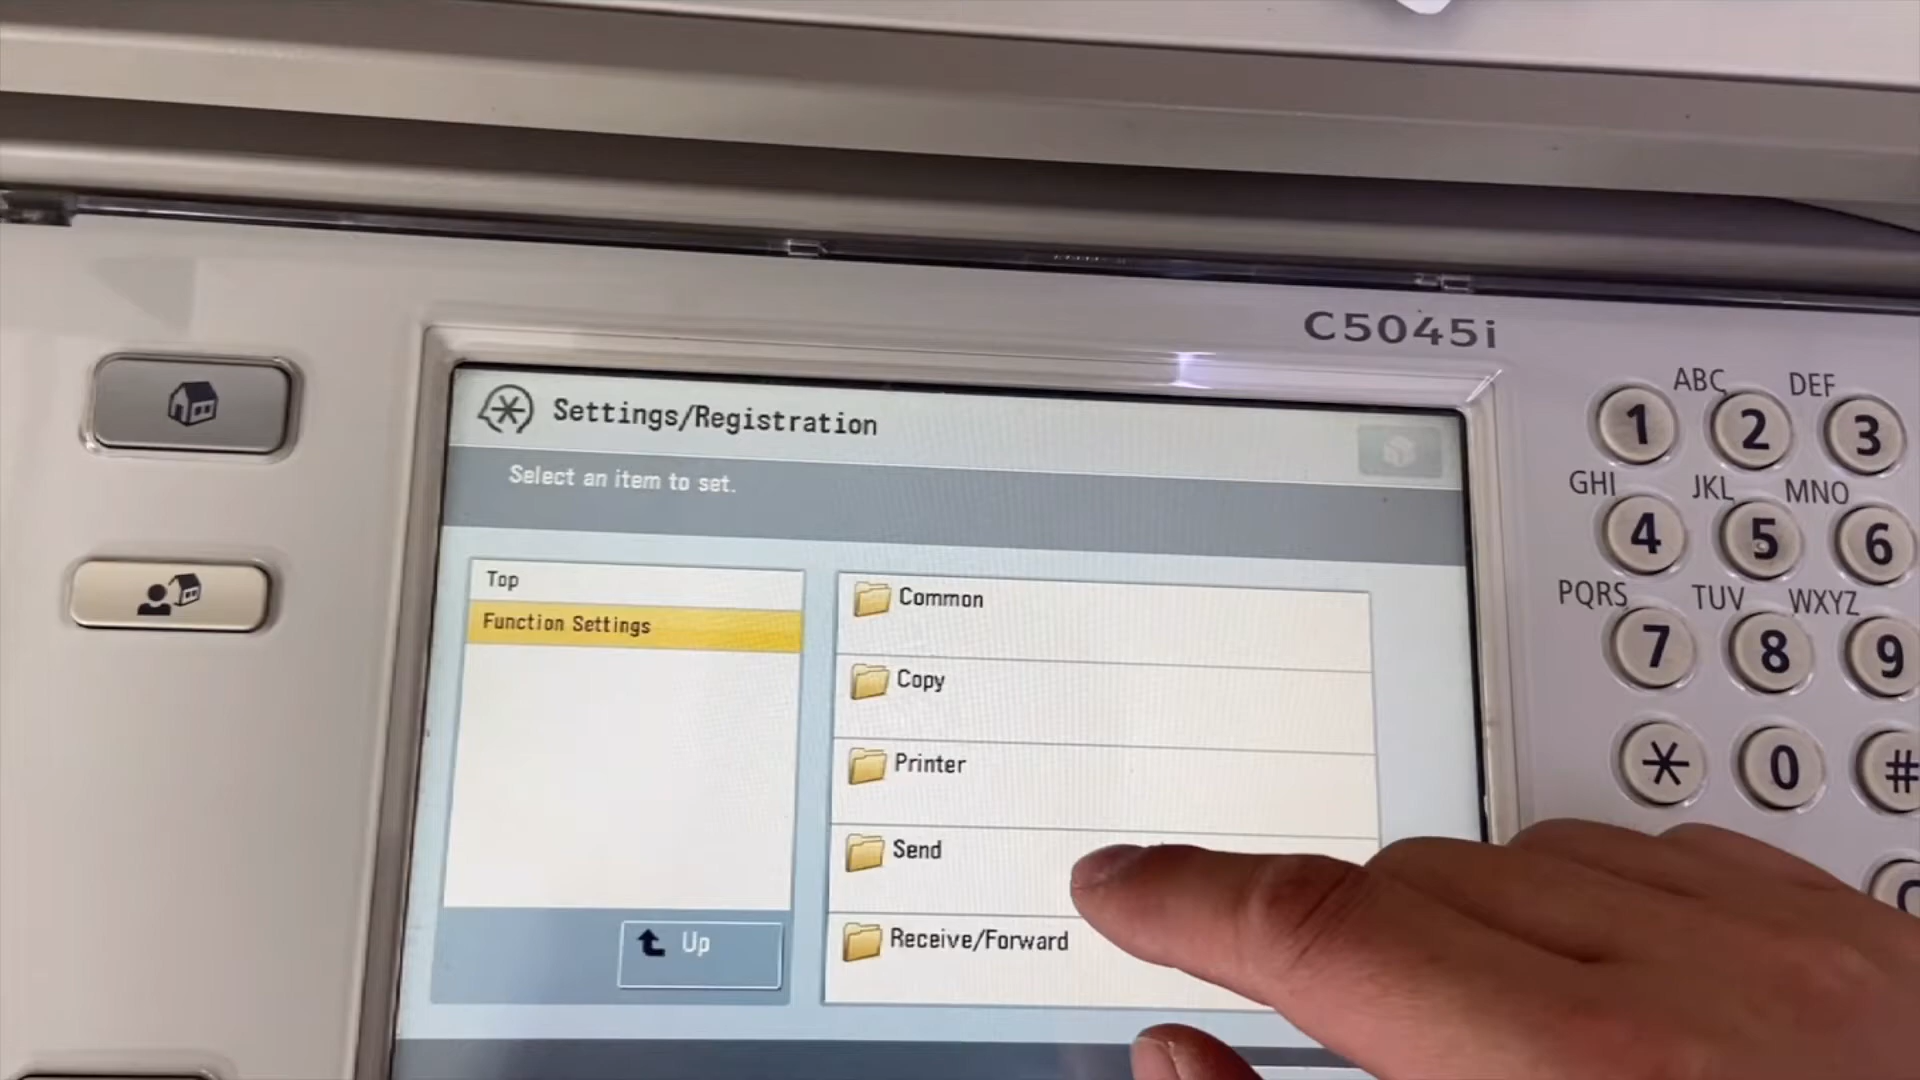 C5045i
Settings/Registration
Select an item to set.
Top
Function Settings
Up
Common
Copy
Printer
Send
Receive/Forward
ABC DEF
1 2 3
GHI JKL MNO
4 5 6
PQRS TUV WXYZ
7 8 9
* 0 #
C